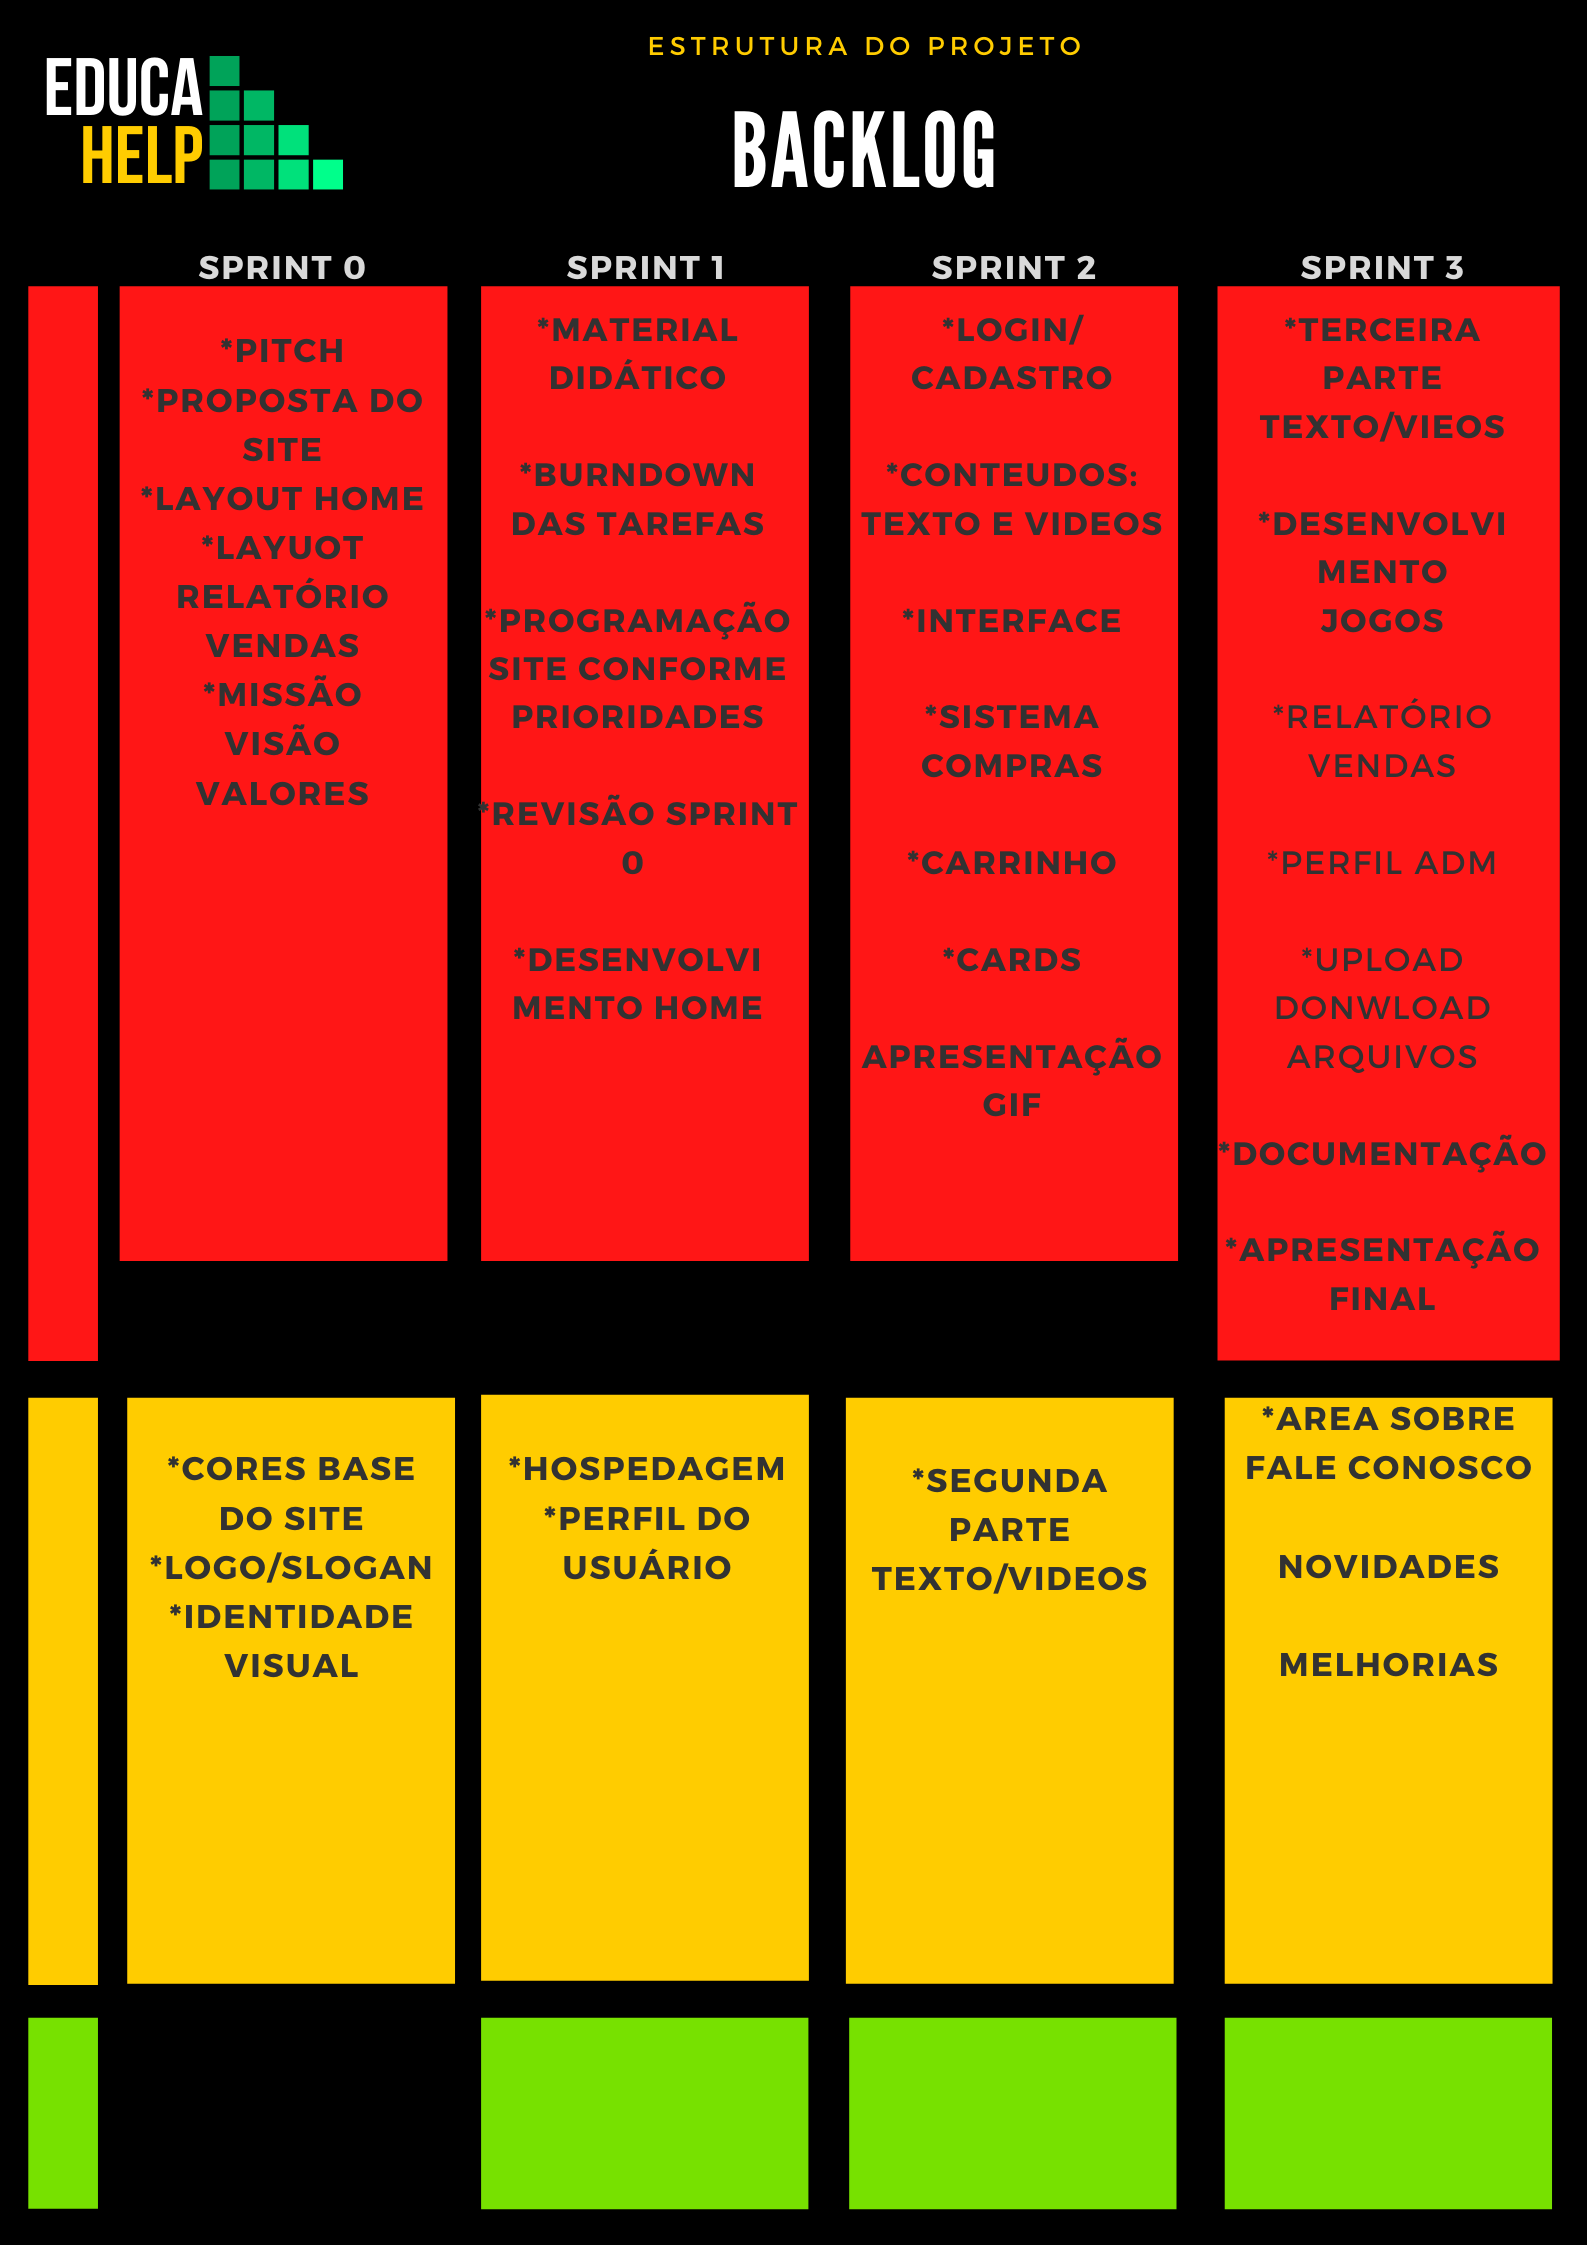 EDUCA
HELP
ESTRUTURA DO PROJETO
BACKLOG
SPRINT 0
*PITCH
*PROPOSTA DO
SITE
*LAYOUT HOME
*LAYUOT
RELATÓRIO
VENDAS
*MISSÃO
VISÃO
VALORES
SPRINT 1
*MATERIAL
DIDÁTICO
*BURNDOWN
DAS TAREFAS
*PROGRAMAÇÃO
SITE CONFORME
PRIORIDADES
*REVISÃO SPRINT
0
*DESENVOLVI
MENTO HOME
SPRINT 2
*LOGIN/
CADASTRO
*CONTEUDOS:
TEXTO E VIDEOS
*INTERFACE
*SISTEMA
COMPRAS
*CARRINHO
*CARDS
APRESENTAÇÃO
GIF
SPRINT 3
*TERCEIRA
PARTE
TEXTO/VIEOS
*DESENVOLVI
MENTO
JOGOS
*RELATÓRIO
VENDAS
*PERFIL ADM
*UPLOAD
DONWLOAD
ARQUIVOS
*DOCUMENTAÇÃO
*APRESENTAÇÃO
FINAL
*CORES BASE
DO SITE
*LOGO/SLOGAN
*IDENTIDADE
VISUAL
*HOSPEDAGEM
*PERFIL DO
USUÁRIO
*SEGUNDA
PARTE
TEXTO/VIDEOS
*AREA SOBRE
FALE CONOSCO
NOVIDADES
MELHORIAS